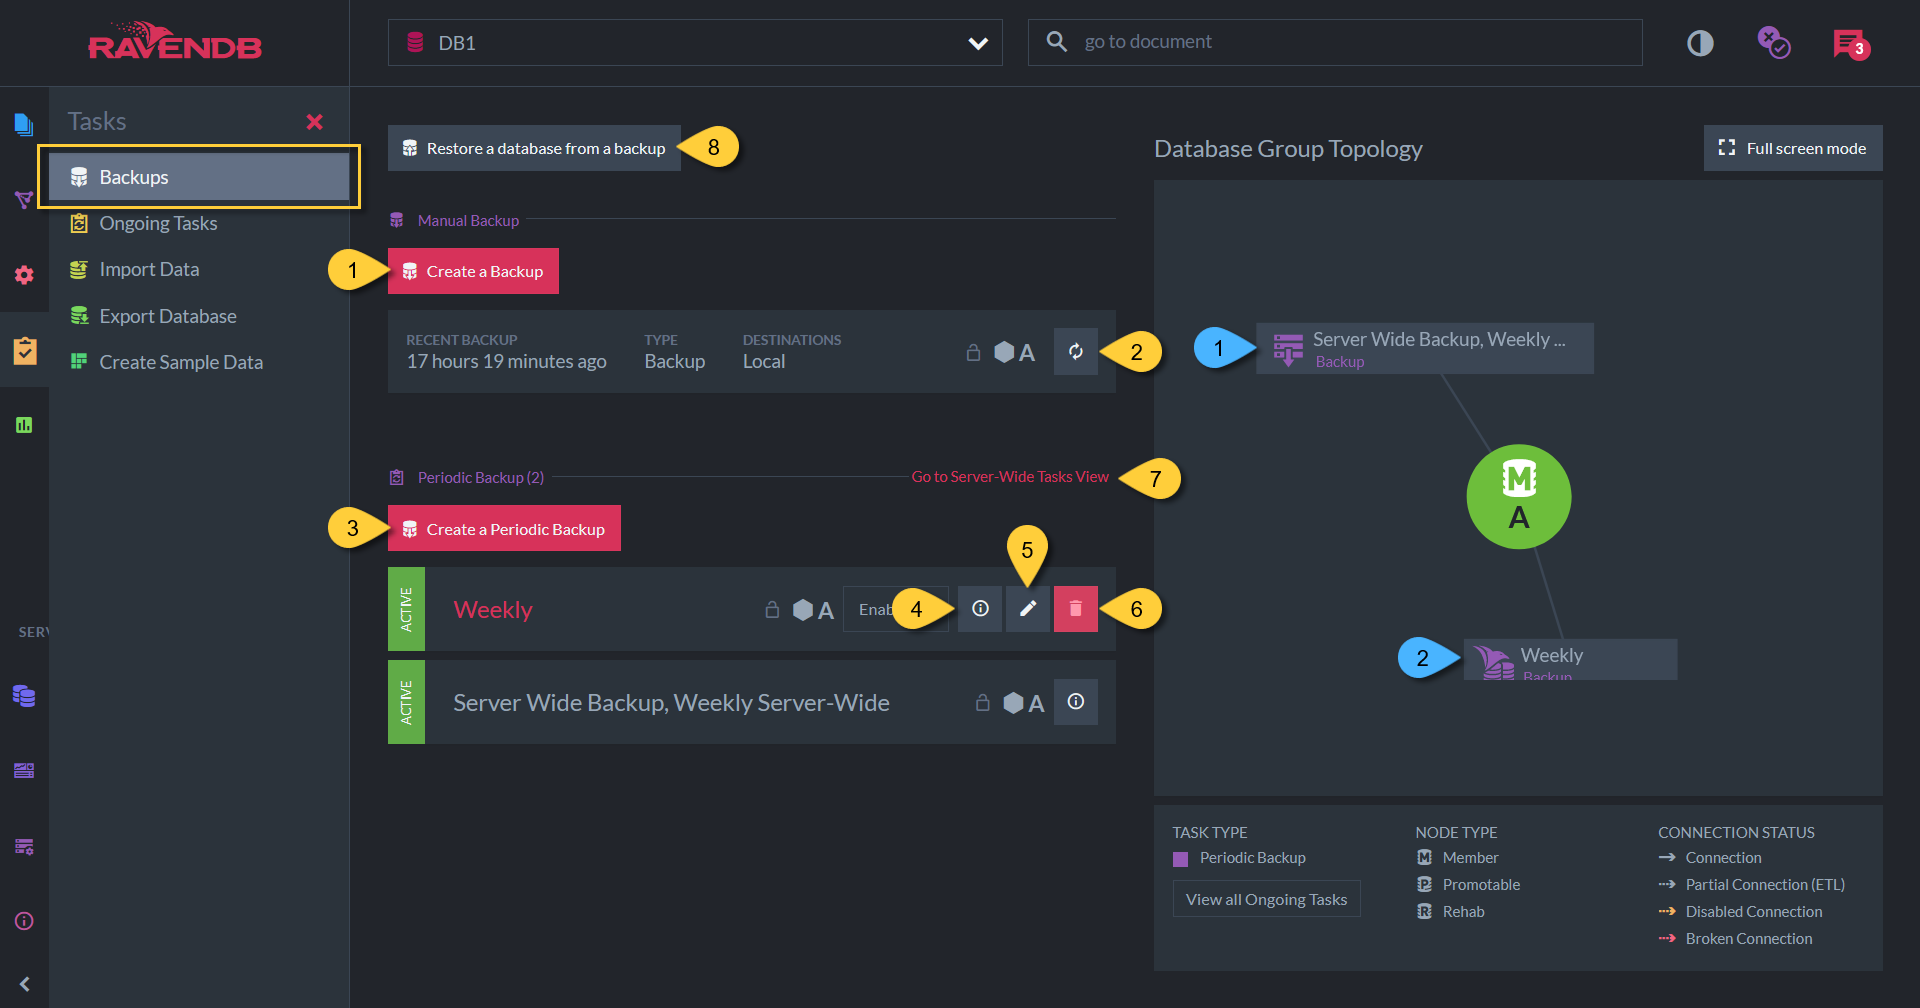 RAVENDB
DB1
go to document
3
Tasks
Backups
Ongoing Tasks
Import Data
Export Database
Create Sample Data
SERV
Restore a database from a backup
8
Manual Backup
1
Create a Backup
RECENT BACKUP
17 hours 19 minutes ago
TYPE
Backup
DESTINATIONS
Local
A
2
Periodic Backup (2)
Go to Server-Wide Tasks View
7
3
Create a Periodic Backup
5
ACTIVE
Weekly
A
Enab
4
6
ACTIVE
Server Wide Backup, Weekly Server-Wide
A
Database Group Topology
Full screen mode
1
Server Wide Backup, Weekly ...
Backup
M
A
2
Weekly
Backup
TASK TYPE
Periodic Backup
View all Ongoing Tasks
NODE TYPE
M Member
P Promotable
R Rehab
CONNECTION STATUS
Connection
Partial Connection (ETL)
Disabled Connection
Broken Connection